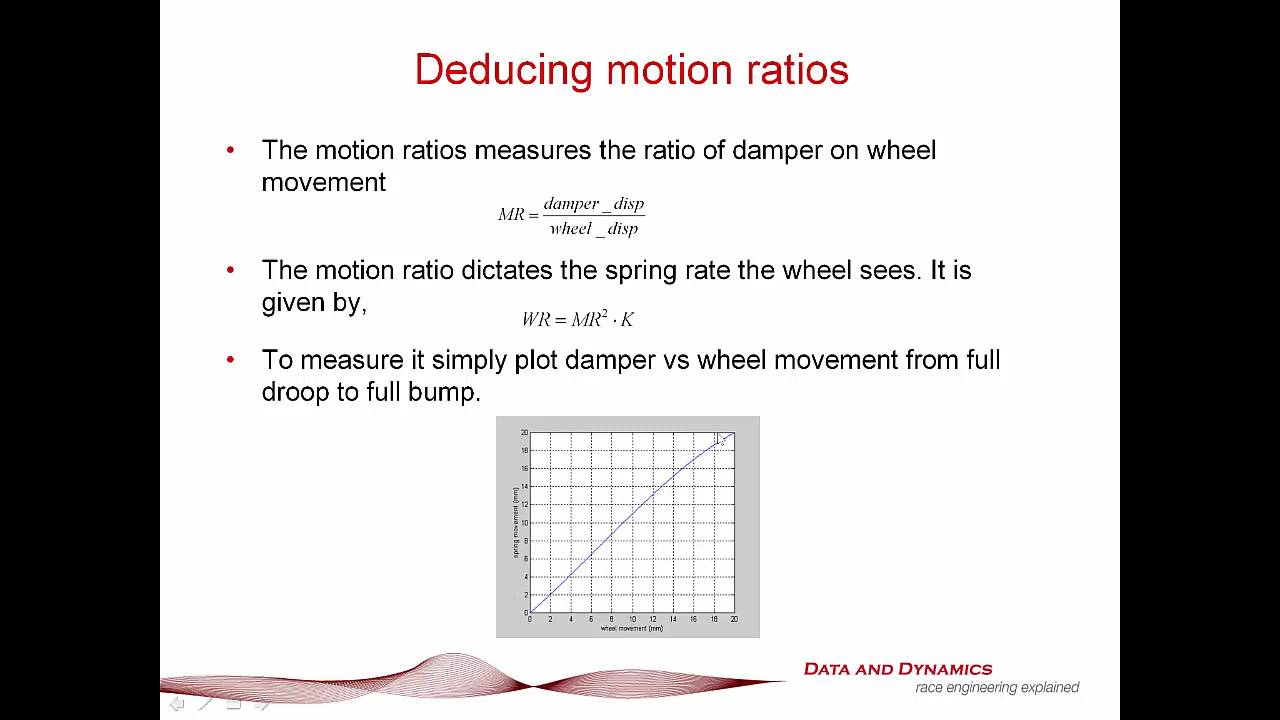 Deducing motion ratios
• The motion ratios measures the ratio of damper on wheel
movement
MR = damper_disp
wheel_disp
• The motion ratio dictates the spring rate the wheel sees. It is
given by,
WR = MR² · K
• To measure it simply plot damper vs wheel movement from full
droop to full bump.
20
18
16
14
12
10
8
6
4
2
0
spring movement (mm)
0 2 4 6 8 10 12 14 16 18 20
wheel movement (mm)
DATA AND DYNAMICS
race engineering explained